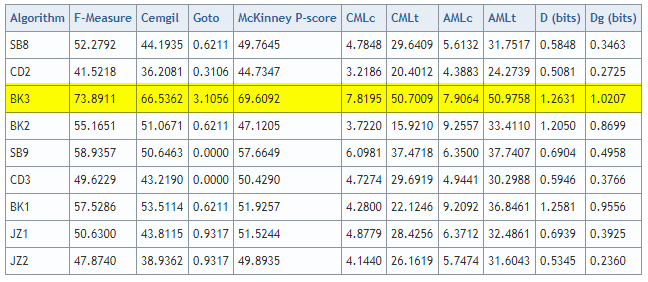 Algorithm F-Measure Cemgil Goto McKinney P-score CMLc CMLt AMLc AMLt D (bits) Dg (bits)
SB8 52.2792 44.1935 0.6211 49.7645 4.7848 29.6409 5.6132 31.7517 0.5848 0.3463
CD2 41.5218 36.2081 0.3106 44.7347 3.2186 20.4012 4.3883 24.2739 0.5081 0.2725
BK3 73.8911 66.5362 3.1056 69.6092 7.8195 50.7009 7.9064 50.9758 1.2631 1.0207
BK2 55.1651 51.0671 0.6211 47.1205 3.7220 15.9210 9.2557 33.4110 1.2050 0.8699
SB9 58.9357 50.6463 0.0000 57.6649 6.0981 37.4718 6.3500 37.7407 0.6904 0.4958
CD3 49.6229 43.2190 0.0000 50.4290 4.7274 29.6919 4.9441 30.2988 0.5946 0.3766
BK1 57.5286 53.5114 0.6211 51.9257 4.2800 22.1246 9.2092 36.8461 1.2581 0.9556
JZ1 50.6300 43.8115 0.9317 51.5244 4.8779 28.4256 6.3712 32.4861 0.6939 0.3925
JZ2 47.8740 38.9362 0.9317 49.8935 4.1440 26.1619 5.7474 31.6043 0.5345 0.2360